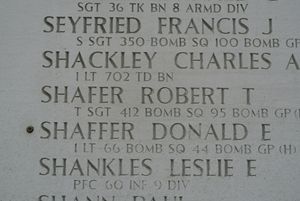 SGT 36 TK BN 8 ARMD DIV
SEYFRIED FRANCIS J
S SGT 350 BOMB SQ 100 BOMB GP
SHACKLEY CHARLES A
1 LT 702 TD BN
SHAFER ROBERT T
T SGT 412 BOMB SQ 95 BOMB GP (H
SHAFFER DONALD E
1 LT 66 BOMB SQ 44 BOMB GP (H)
SHANKLES LESLIE E
PFC 60 INF 9 DIV
SHANN PAUL